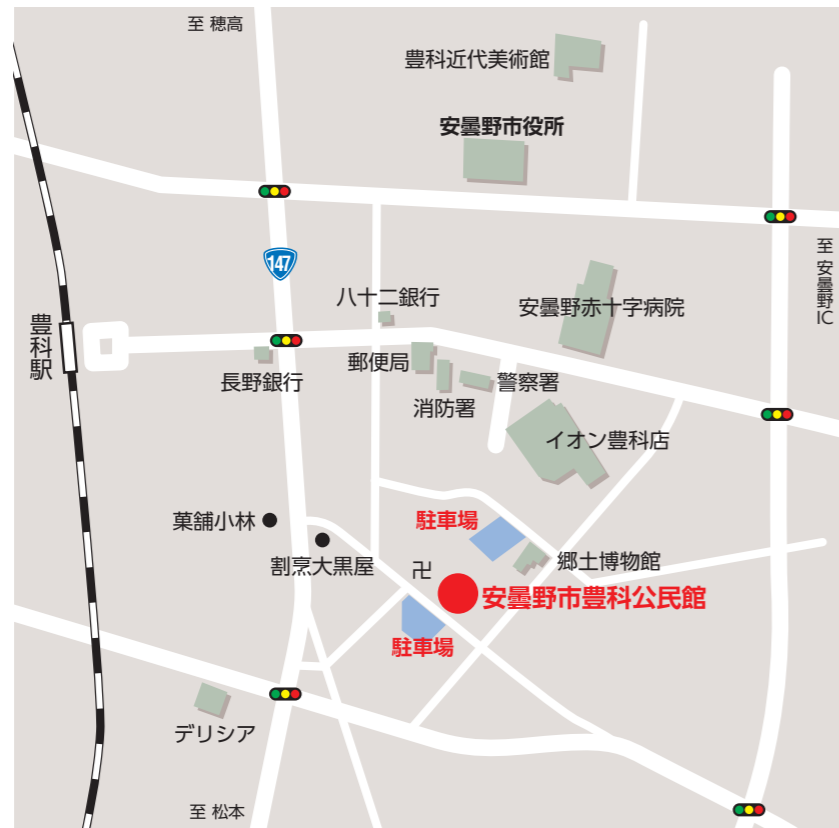 至 穂高
豊科近代美術館
安曇野市役所
147
至 安曇野IC
八十二銀行
安曇野赤十字病院
豊科駅
郵便局
長野銀行
警察署
消防署
イオン豊科店
菓舗小林
駐車場
割烹大黒屋
卍
郷土博物館
安曇野市豊科公民館
駐車場
デリシア
至 松本